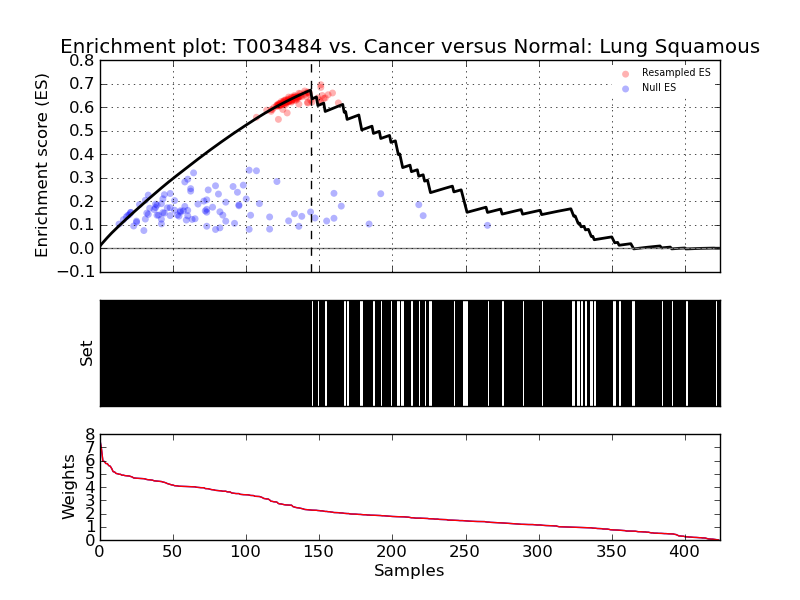 Enrichment plot: T003484 vs. Cancer versus Normal: Lung Squamous
0.8
0.7
0.6
0.5
0.4
0.3
0.2
0.1
0.0
−0.1
Enrichment score (ES)
Resampled ES
Null ES
Set
8
7
6
5
4
3
2
1
0
Weights
0 50 100 150 200 250 300 350 400
Samples